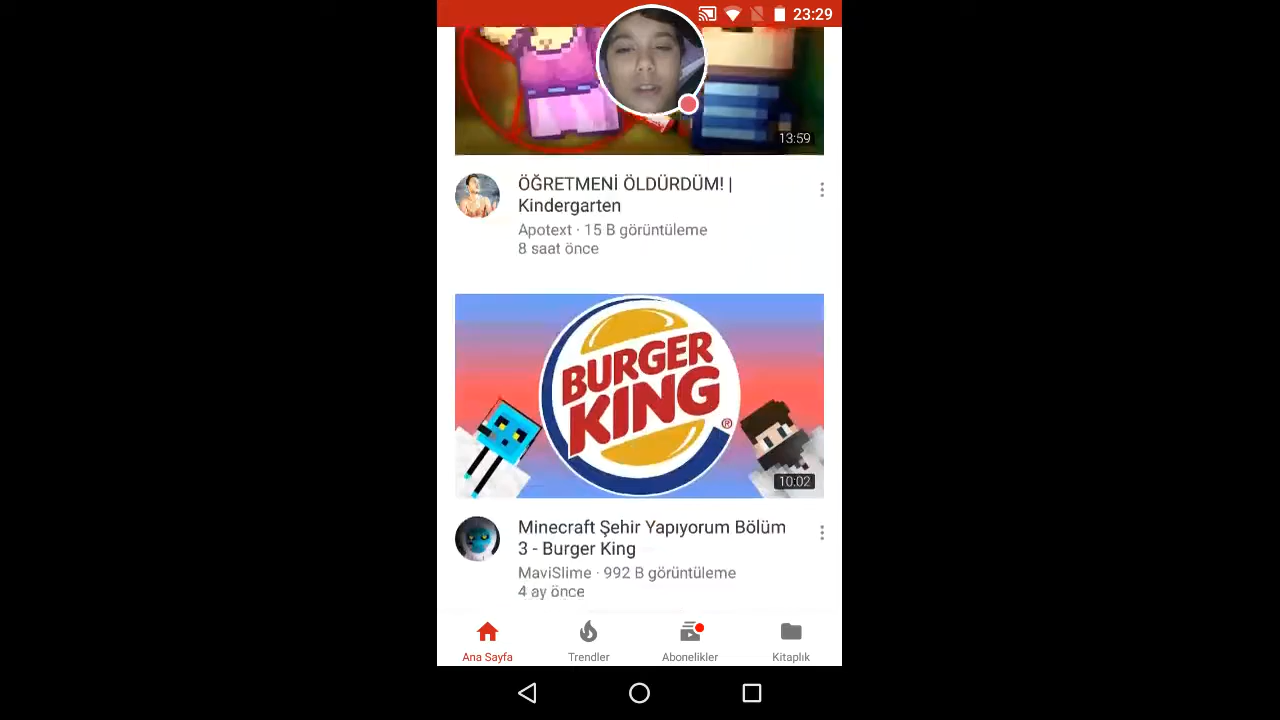 23:29
13:59
ÖĞRETMENİ ÖLDÜRDÜM! |
Kindergarten
Apotext · 15 B görüntüleme
8 saat önce
BURGER
KING
®
10:02
Minecraft Şehir Yapıyorum Bölüm
3 - Burger King
MaviSlime · 992 B görüntüleme
4 ay önce
Ana Sayfa
Trendler
Abonelikler
Kitaplık